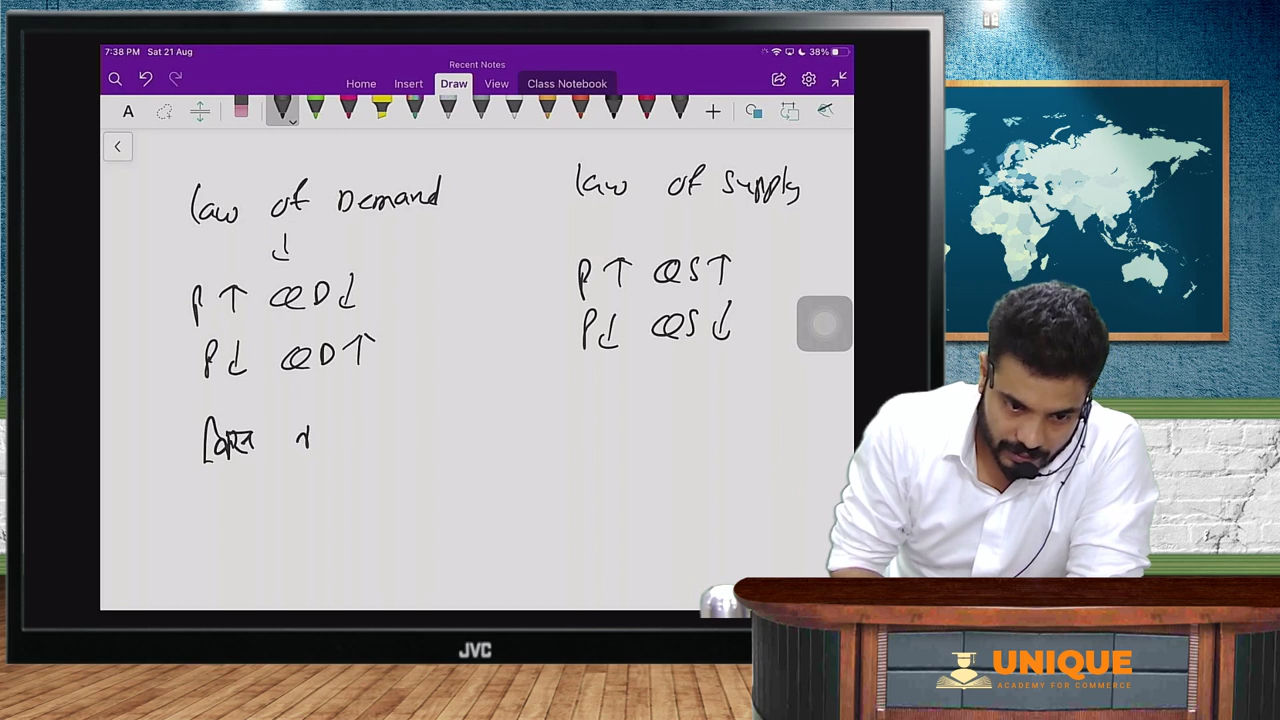 7:38 PM Sat 21 Aug
38%
Recent Notes
Home Insert Draw View Class Notebook
A
Law of Demand
↓
P ↑ QD ↓
P ↓ QD ↑
Law of Supply
P ↑ QS ↑
P ↓ QS ↓
JVC
UNIQUE
ACADEMY FOR COMMERCE